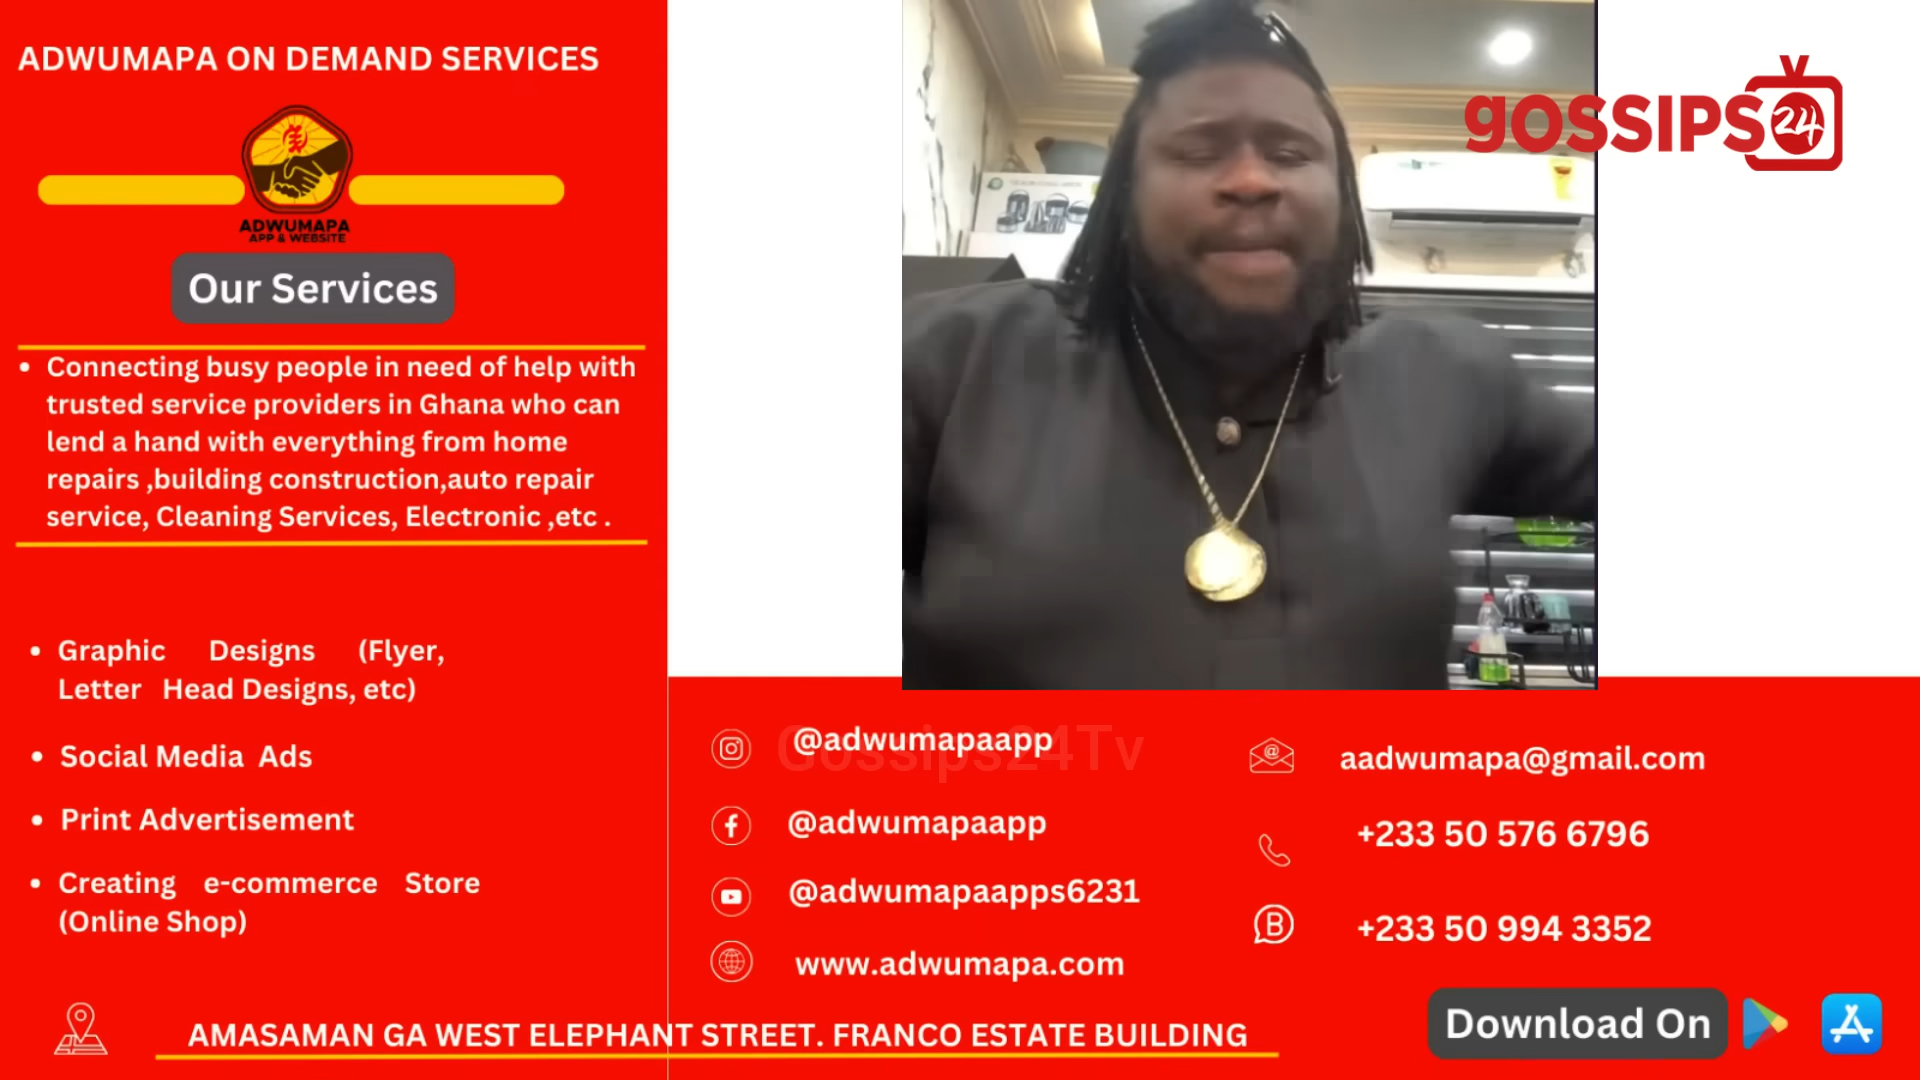 ADWUMAPA ON DEMAND SERVICES
ADWUMAPA
APP & WEBSITE
Our Services
• Connecting busy people in need of help with
trusted service providers in Ghana who can
lend a hand with everything from home
repairs ,building construction,auto repair
service, Cleaning Services, Electronic ,etc .
• Graphic Designs (Flyer,
Letter Head Designs, etc)
• Social Media Ads
• Print Advertisement
• Creating e-commerce Store
(Online Shop)
gOSSIPS24
Gossips24Tv
@adwumapaapp
@adwumapaapp
@adwumapaapps6231
www.adwumapa.com
aadwumapa@gmail.com
+233 50 576 6796
+233 50 994 3352
AMASAMAN GA WEST ELEPHANT STREET. FRANCO ESTATE BUILDING
Download On